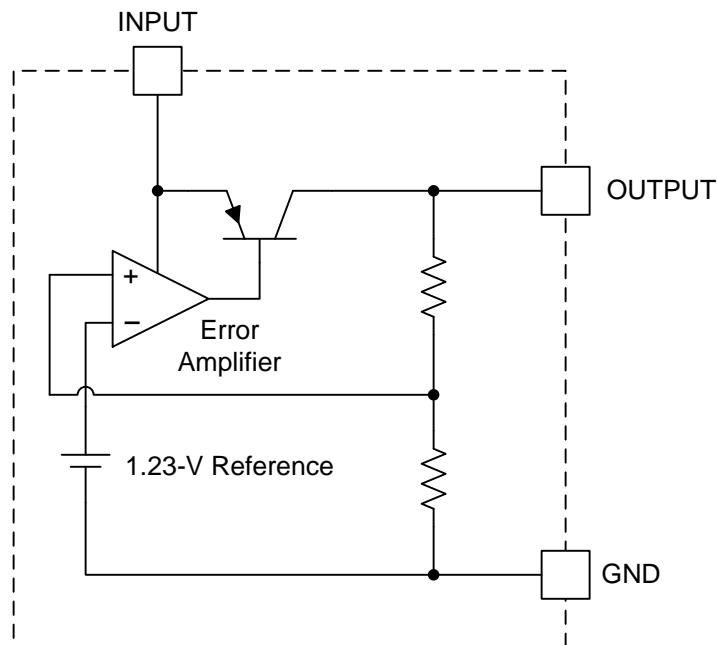 INPUT
OUTPUT
+
−
Error
Amplifier
1.23-V Reference
GND